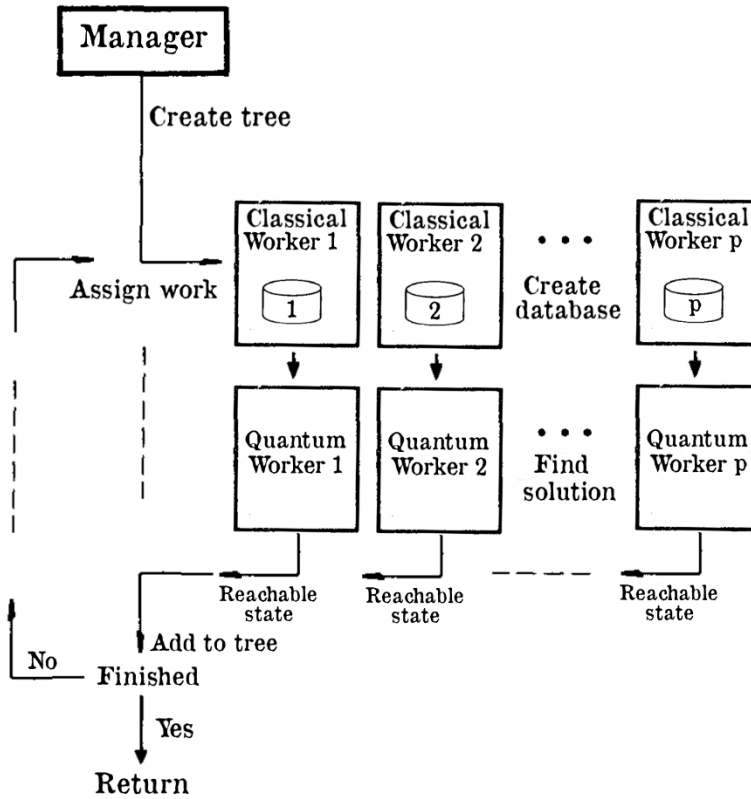 Manager
Create tree
Classical Worker 1
1
Classical Worker 2
2
• • •
Create database
Classical Worker p
p
Assign work
Quantum Worker 1
Quantum Worker 2
• • •
Find solution
Quantum Worker p
Reachable state
Reachable state
Reachable state
Add to tree
No
Finished
Yes
Return